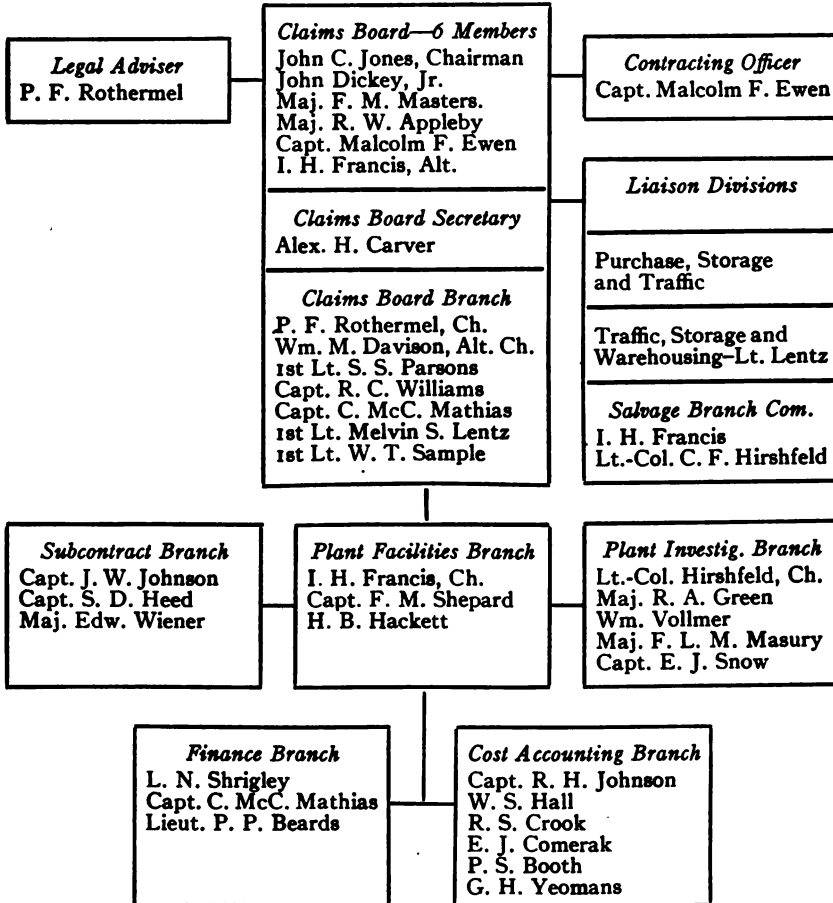 Legal Adviser
P. F. Rothermel
Claims Board—6 Members
John C. Jones, Chairman
John Dickey, Jr.
Maj. F. M. Masters.
Maj. R. W. Appleby
Capt. Malcolm F. Ewen
I. H. Francis, Alt.
Claims Board Secretary
Alex. H. Carver
Claims Board Branch
P. F. Rothermel, Ch.
Wm. M. Davison, Alt. Ch.
1st Lt. S. S. Parsons
Capt. R. C. Williams
Capt. C. McC. Mathias
1st Lt. Melvin S. Lentz
1st Lt. W. T. Sample
Contracting Officer
Capt. Malcolm F. Ewen
Liaison Divisions
Purchase, Storage
and Traffic
Traffic, Storage and
Warehousing–Lt. Lentz
Salvage Branch Com.
I. H. Francis
Lt.-Col. C. F. Hirshfeld
Subcontract Branch
Capt. J. W. Johnson
Capt. S. D. Heed
Maj. Edw. Wiener
Plant Facilities Branch
I. H. Francis, Ch.
Capt. F. M. Shepard
H. B. Hackett
Plant Investig. Branch
Lt.-Col. Hirshfeld, Ch.
Maj. R. A. Green
Wm. Vollmer
Maj. F. L. M. Masury
Capt. E. J. Snow
Finance Branch
L. N. Shrigley
Capt. C. McC. Mathias
Lieut. P. P. Beards
Cost Accounting Branch
Capt. R. H. Johnson
W. S. Hall
R. S. Crook
E. J. Comerak
P. S. Booth
G. H. Yeomans